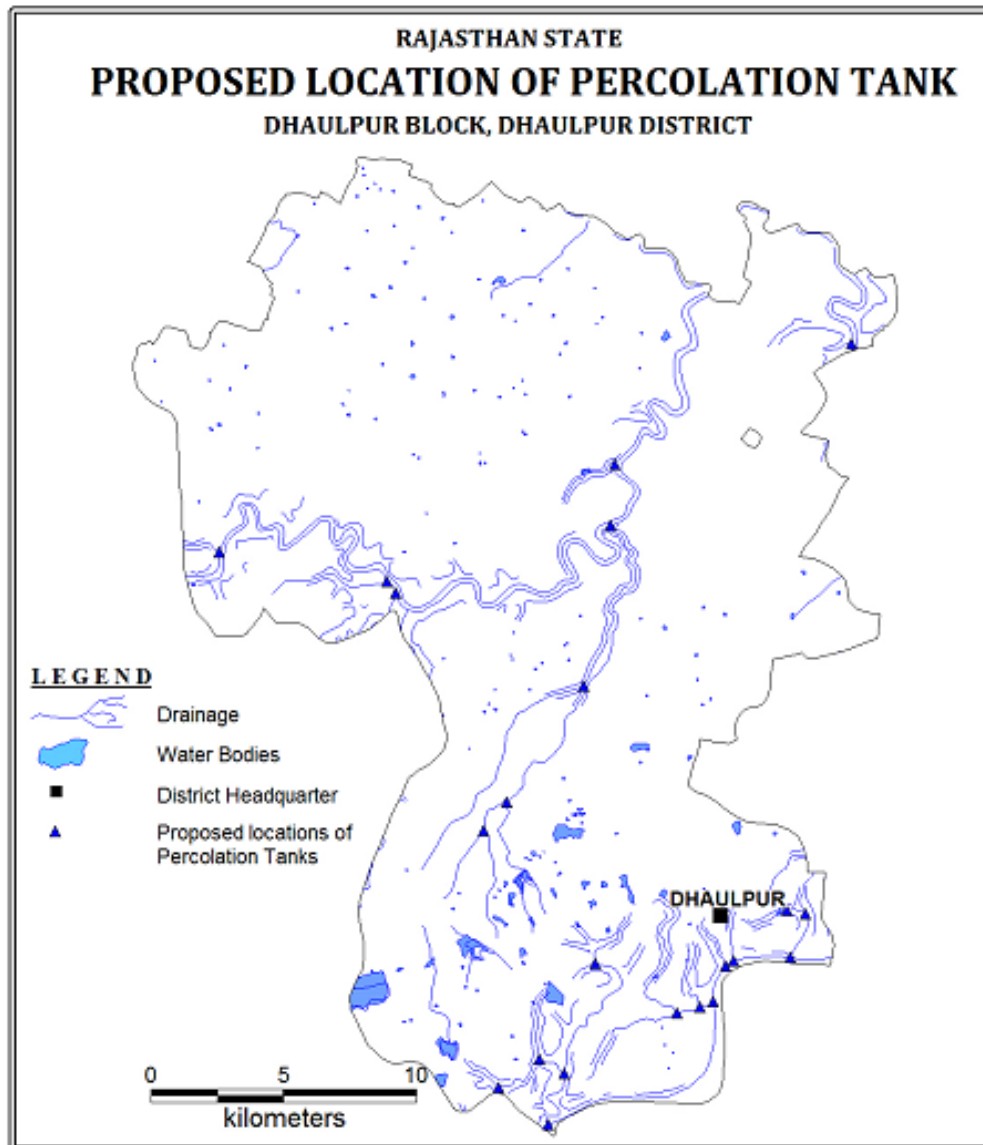 RAJASTHAN STATE
PROPOSED LOCATION OF PERCOLATION TANK
DHAULPUR BLOCK, DHAULPUR DISTRICT
LEGEND
Drainage
Water Bodies
District Headquarter
Proposed locations of
Percolation Tanks
DHAULPUR
0 5 10
kilometers